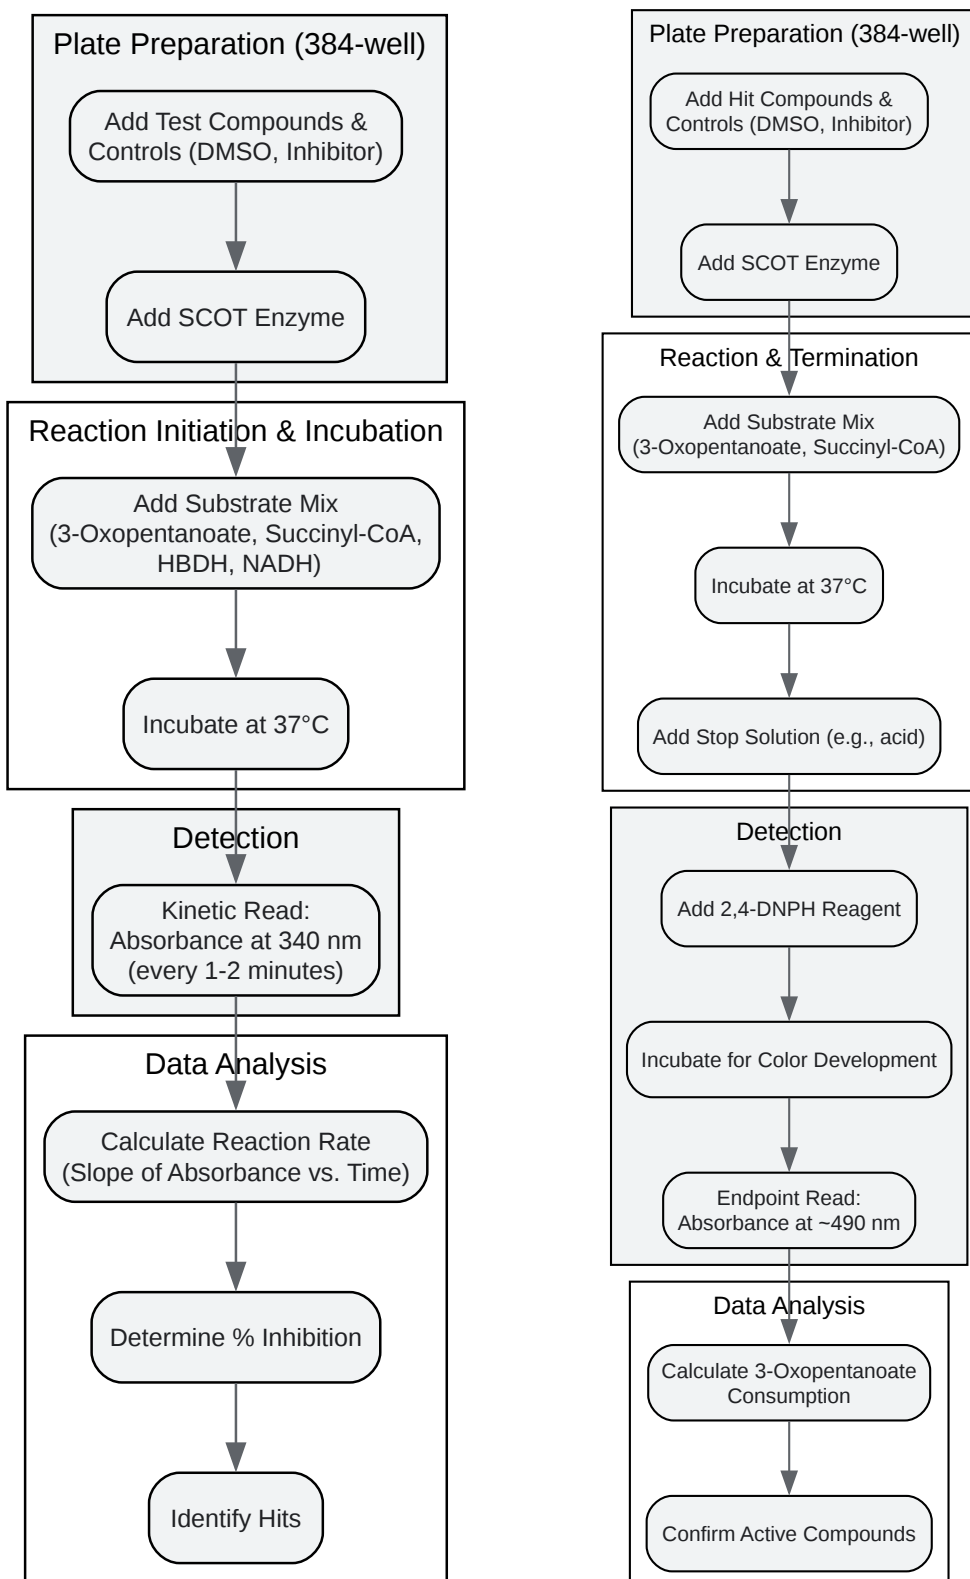 Plate Preparation (384-well)
Add Test Compounds &
Controls (DMSO, Inhibitor)
Add SCOT Enzyme
Reaction Initiation & Incubation
Add Substrate Mix
(3-Oxopentanoate, Succinyl-CoA,
HBDH, NADH)
Incubate at 37°C
Detection
Kinetic Read:
Absorbance at 340 nm
(every 1-2 minutes)
Data Analysis
Calculate Reaction Rate
(Slope of Absorbance vs. Time)
Determine % Inhibition
Identify Hits
Plate Preparation (384-well)
Add Hit Compounds &
Controls (DMSO, Inhibitor)
Add SCOT Enzyme
Reaction & Termination
Add Substrate Mix
(3-Oxopentanoate, Succinyl-CoA)
Incubate at 37°C
Add Stop Solution (e.g., acid)
Detection
Add 2,4-DNPH Reagent
Incubate for Color Development
Endpoint Read:
Absorbance at ~490 nm
Data Analysis
Calculate 3-Oxopentanoate
Consumption
Confirm Active Compounds